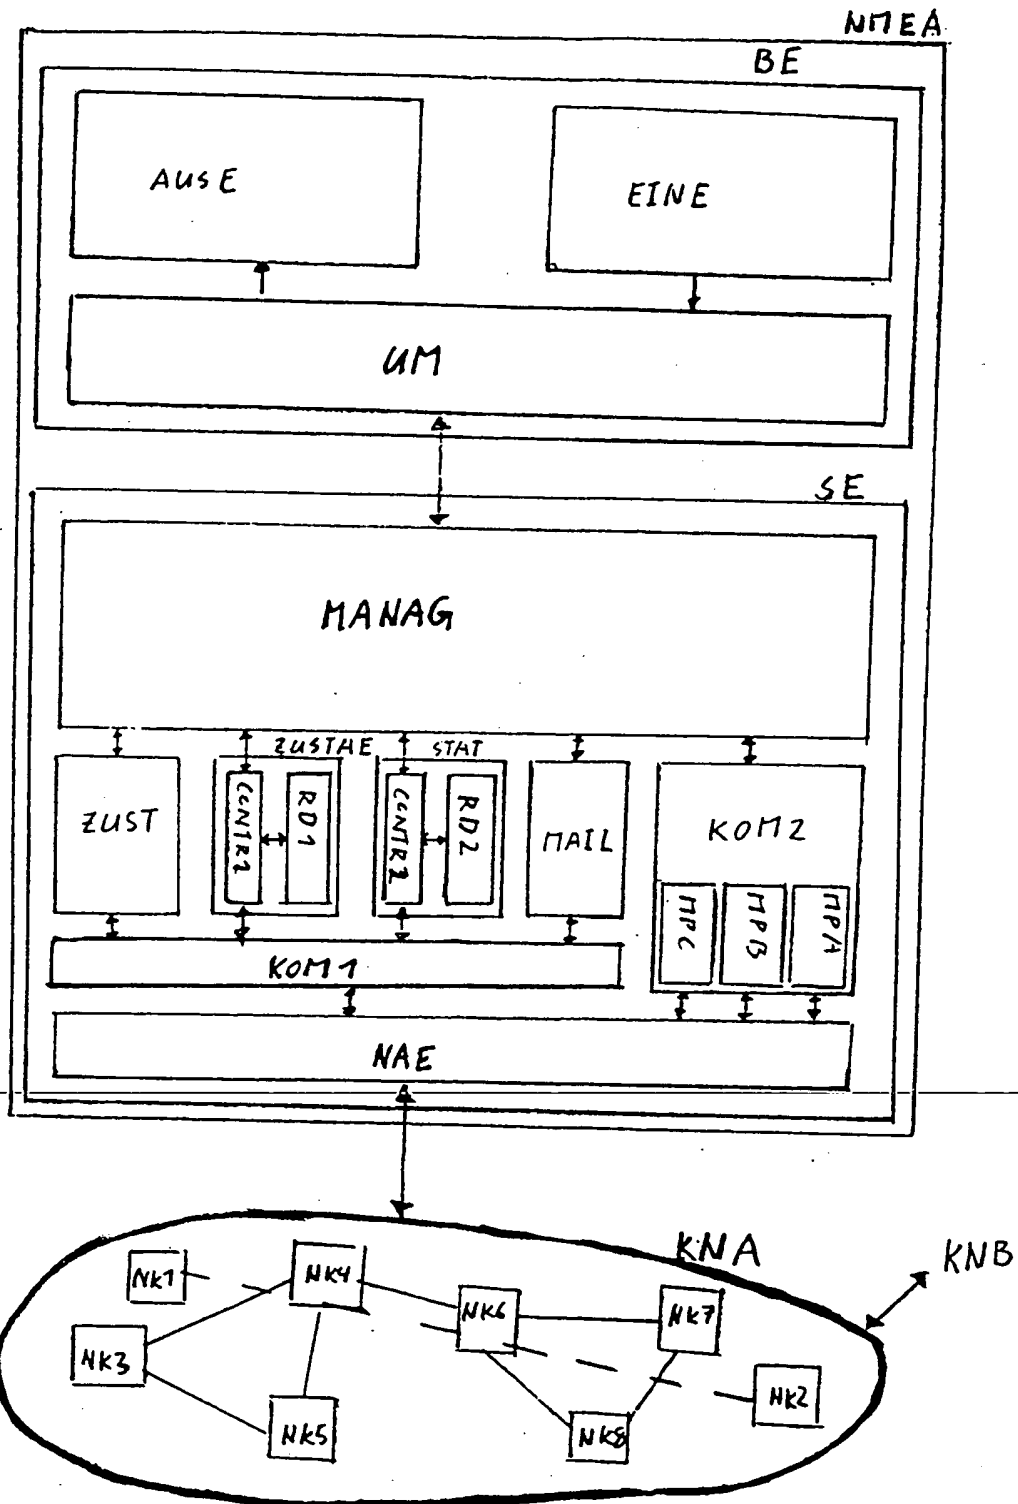 NMEA
BE
AUSE
EINE
UM
SE
MANAG
ZUSTAE
STAT
ZUST
CONTR1
RD1
CONTR2
RD2
MAIL
KOM2
MPC
MPB
MPA
KOM1
NAE
KNA
KNB
NK1
NK4
NK6
NK7
NK3
NK2
NK5
NK8